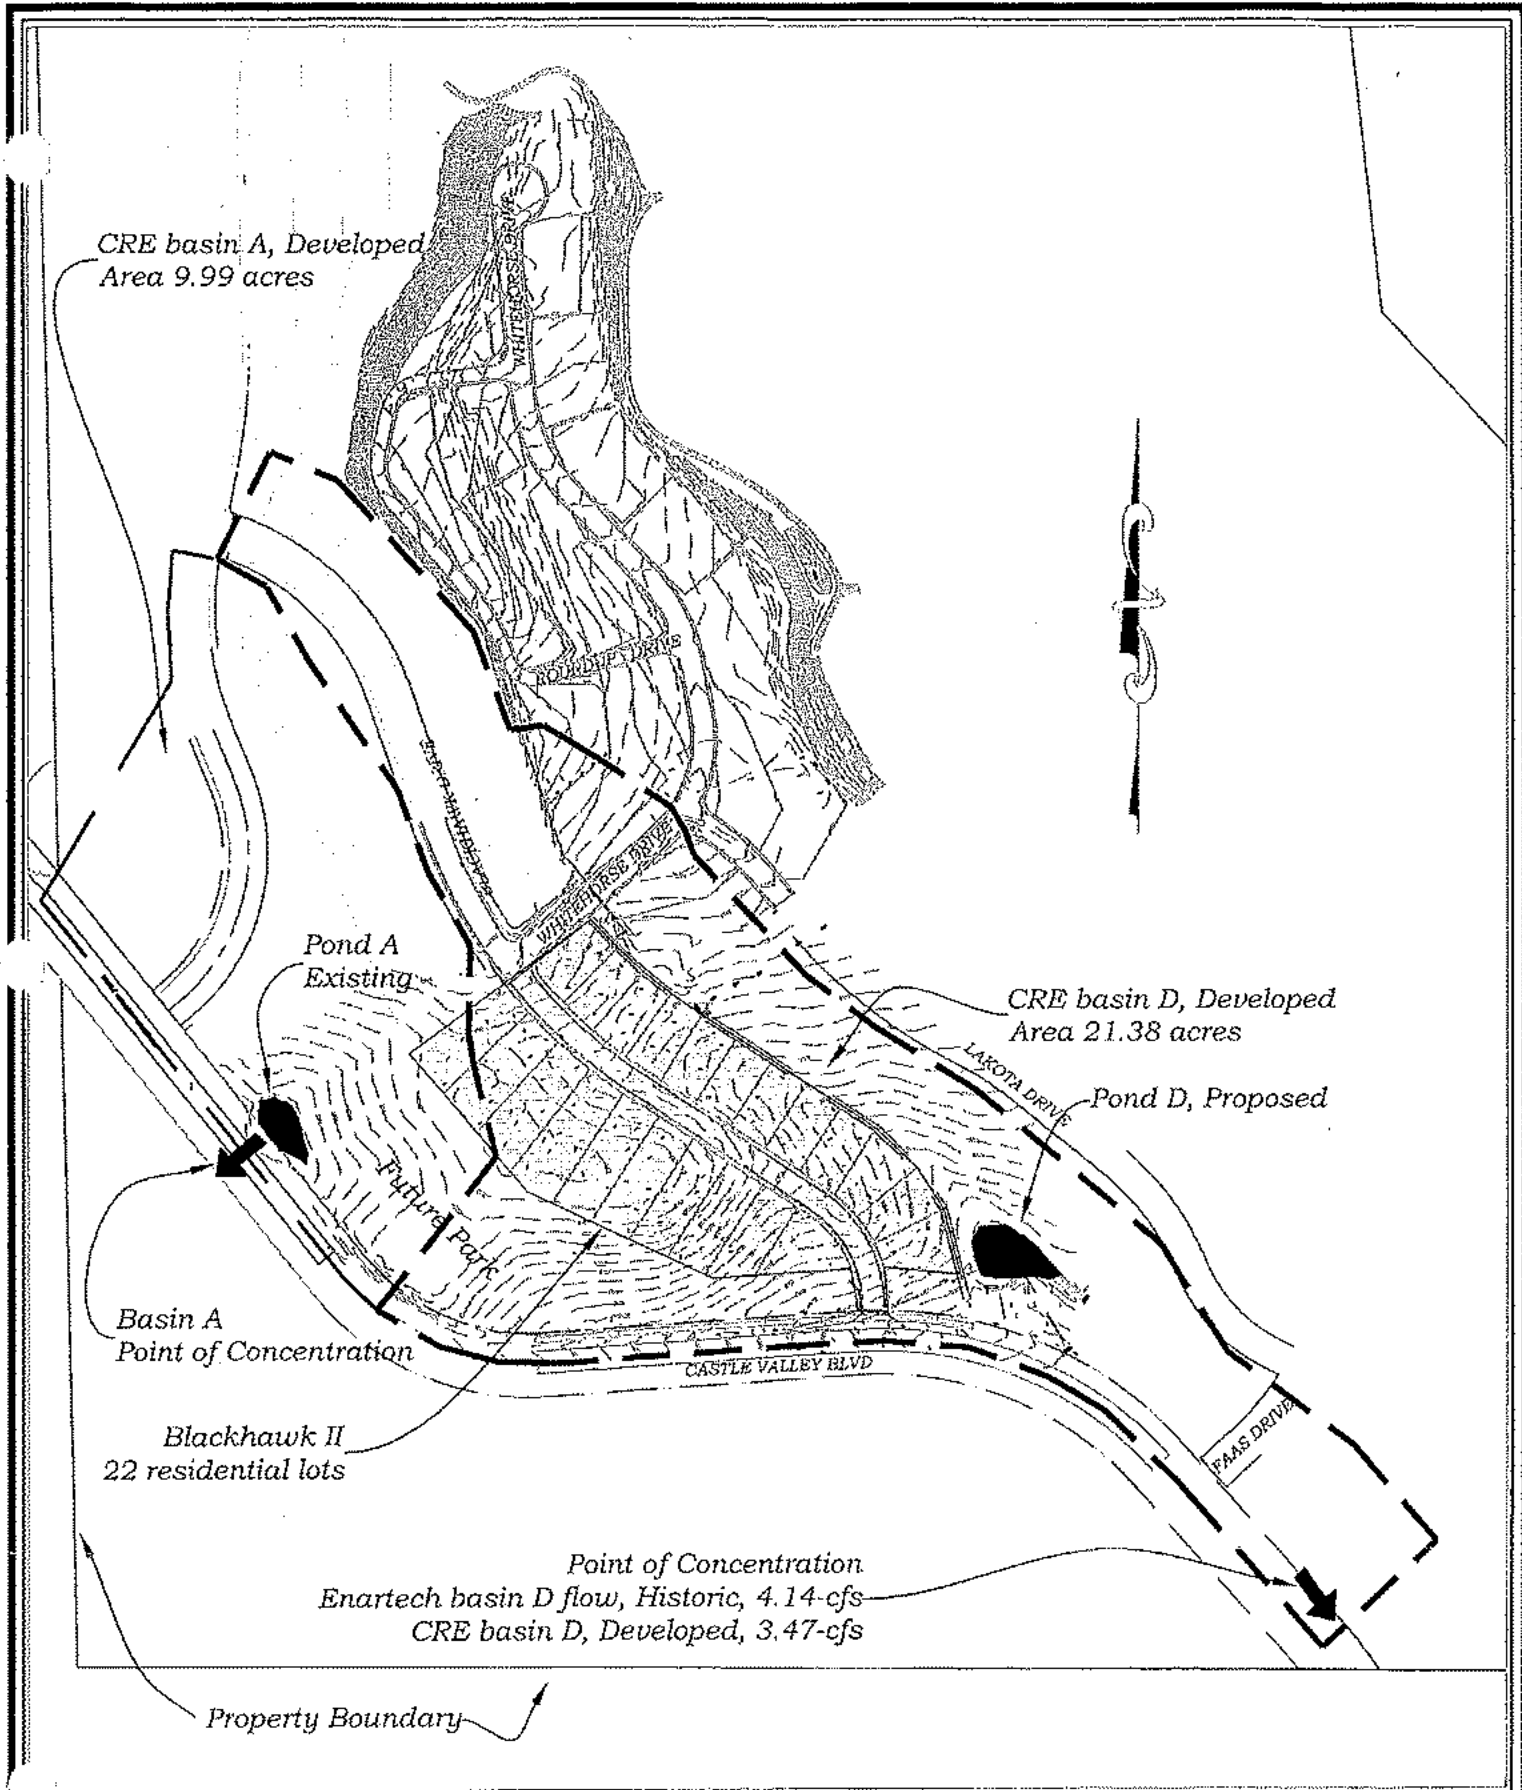 CRE basin A, Developed
Area 9.99 acres
WHITEHORSE DRIVE
ROUNDUP DRIVE
BLACKHAWK DRIVE
WHITEHORSE DRIVE
Pond A
Existing
CRE basin D, Developed
Area 21.38 acres
LAKOTA DRIVE
Pond D, Proposed
Future Park
Basin A
Point of Concentration
CASTLE VALLEY BLVD
Blackhawk II
22 residential lots
FAAS DRIVE
Point of Concentration
Enartech basin D flow, Historic, 4.14-cfs
CRE basin D, Developed, 3.47-cfs
Property Boundary